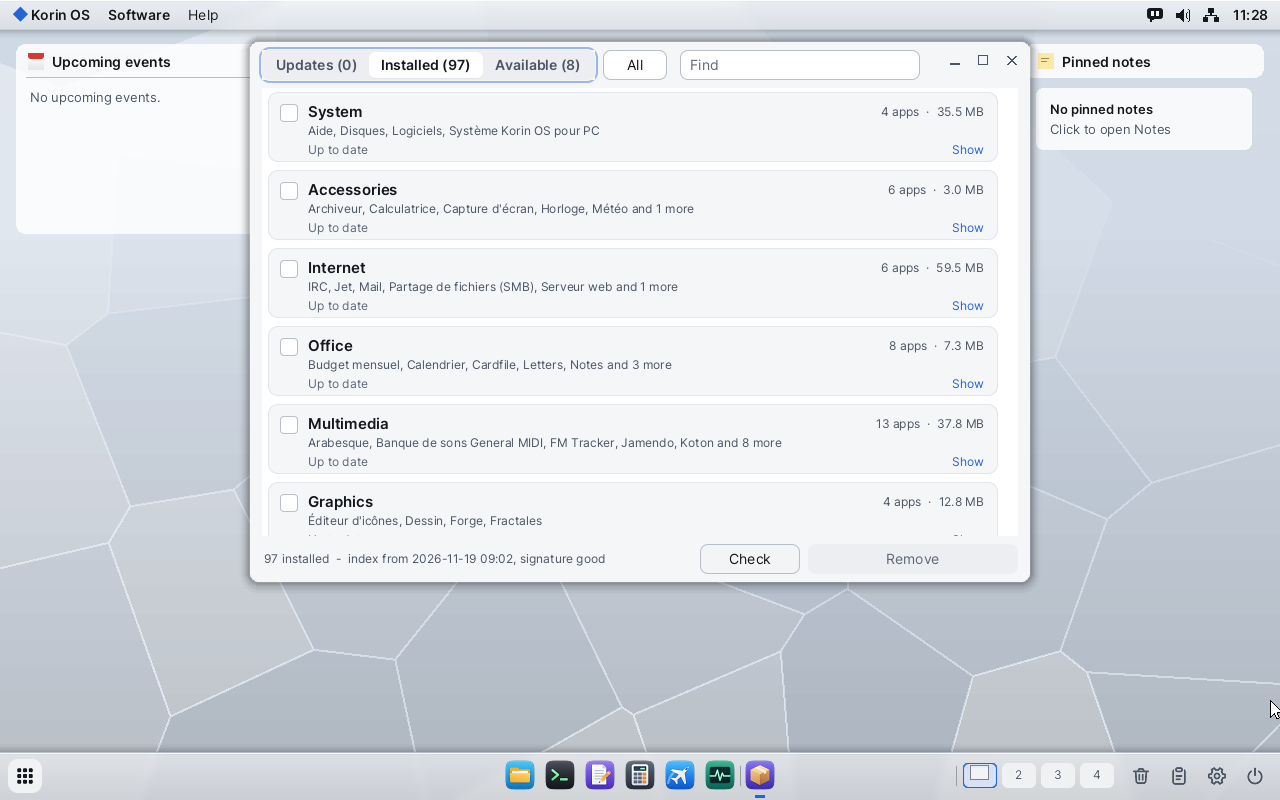 Korin OS Software Help 11:28
Upcoming events
No upcoming events.
Updates (0) Installed (97) Available (8) All Find
System 4 apps · 35.5 MB
Aide, Disques, Logiciels, Système Korin OS pour PC
Up to date Show
Accessories 6 apps · 3.0 MB
Archiveur, Calculatrice, Capture d'écran, Horloge, Météo and 1 more
Up to date Show
Internet 6 apps · 59.5 MB
IRC, Jet, Mail, Partage de fichiers (SMB), Serveur web and 1 more
Up to date Show
Office 8 apps · 7.3 MB
Budget mensuel, Calendrier, Cardfile, Letters, Notes and 3 more
Up to date Show
Multimedia 13 apps · 37.8 MB
Arabesque, Banque de sons General MIDI, FM Tracker, Jamendo, Koton and 8 more
Up to date Show
Graphics 4 apps · 12.8 MB
Éditeur d'icônes, Dessin, Forge, Fractales
97 installed - index from 2026-11-19 09:02, signature good Check Remove
Pinned notes
No pinned notes
Click to open Notes
2 3 4